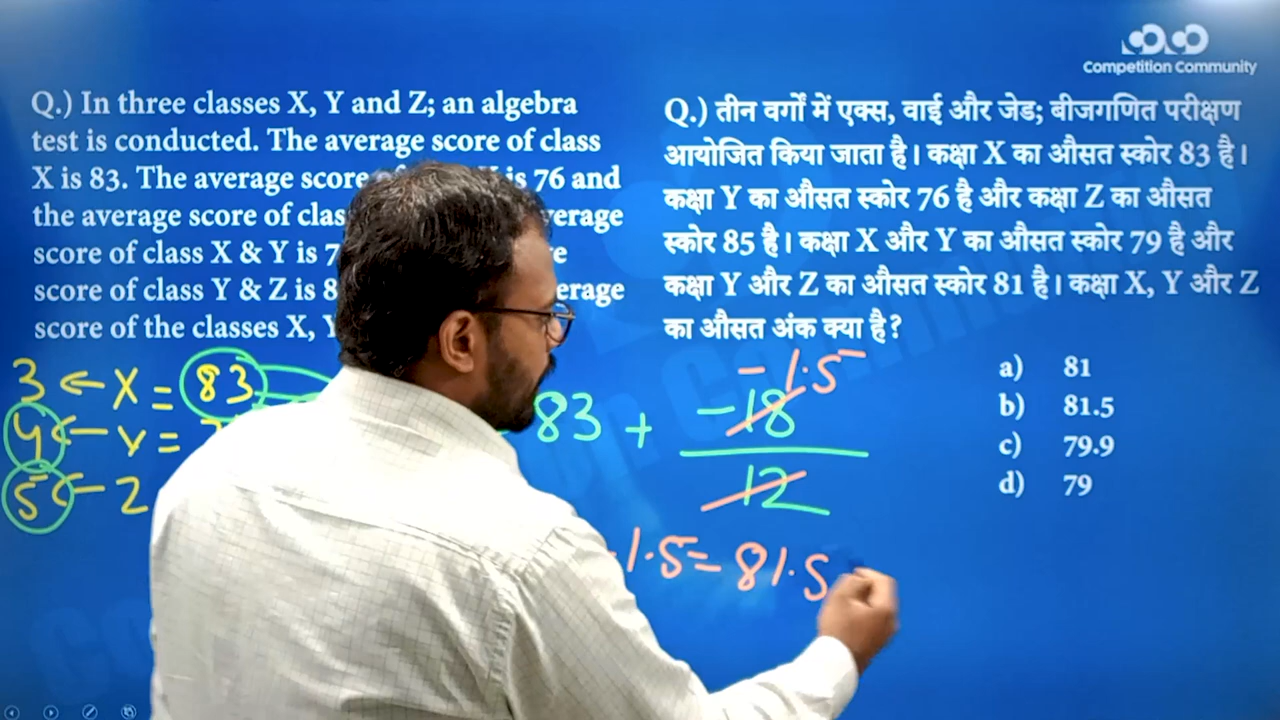 Competition Community
Q.) In three classes X, Y and Z; an algebra
test is conducted. The average score of class
X is 83. The average score is 76 and
the average score of clas verage
score of class X & Y is 7 e
score of class Y & Z is 8 erage
score of the classes X, Y
Q.) तीन वर्गों में एक्स, वाई और जेड; बीजगणित परीक्षण
आयोजित किया जाता है। कक्षा X का औसत स्कोर 83 है।
कक्षा Y का औसत स्कोर 76 है और कक्षा Z का औसत
स्कोर 85 है। कक्षा X और Y का औसत स्कोर 79 है और
कक्षा Y और Z का औसत स्कोर 81 है। कक्षा X, Y और Z
का औसत अंक क्या है?
a) 81
b) 81.5
c) 79.9
d) 79
3 ← X = 83
4 ← Y =
5 ← Z
83 + -18
-1.5
12
1.5 = 81.5